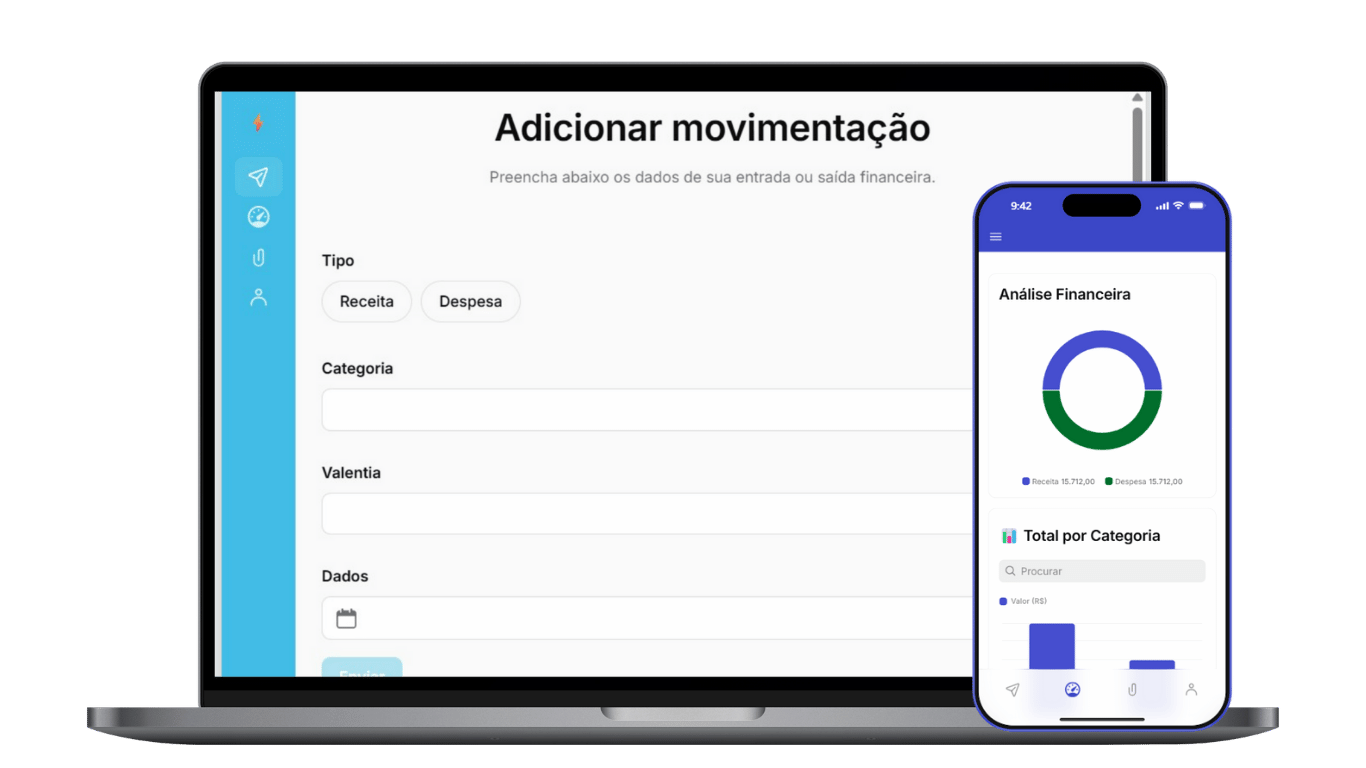 Adicionar movimentação
Preencha abaixo os dados de sua entrada ou saída financeira.
Tipo
Receita Despesa
Categoria
Valentia
Dados
Enviar
9:42
Análise Financeira
Receita 15.712,00 Despesa 15.712,00
Total por Categoria
Procurar
Valor (R$)